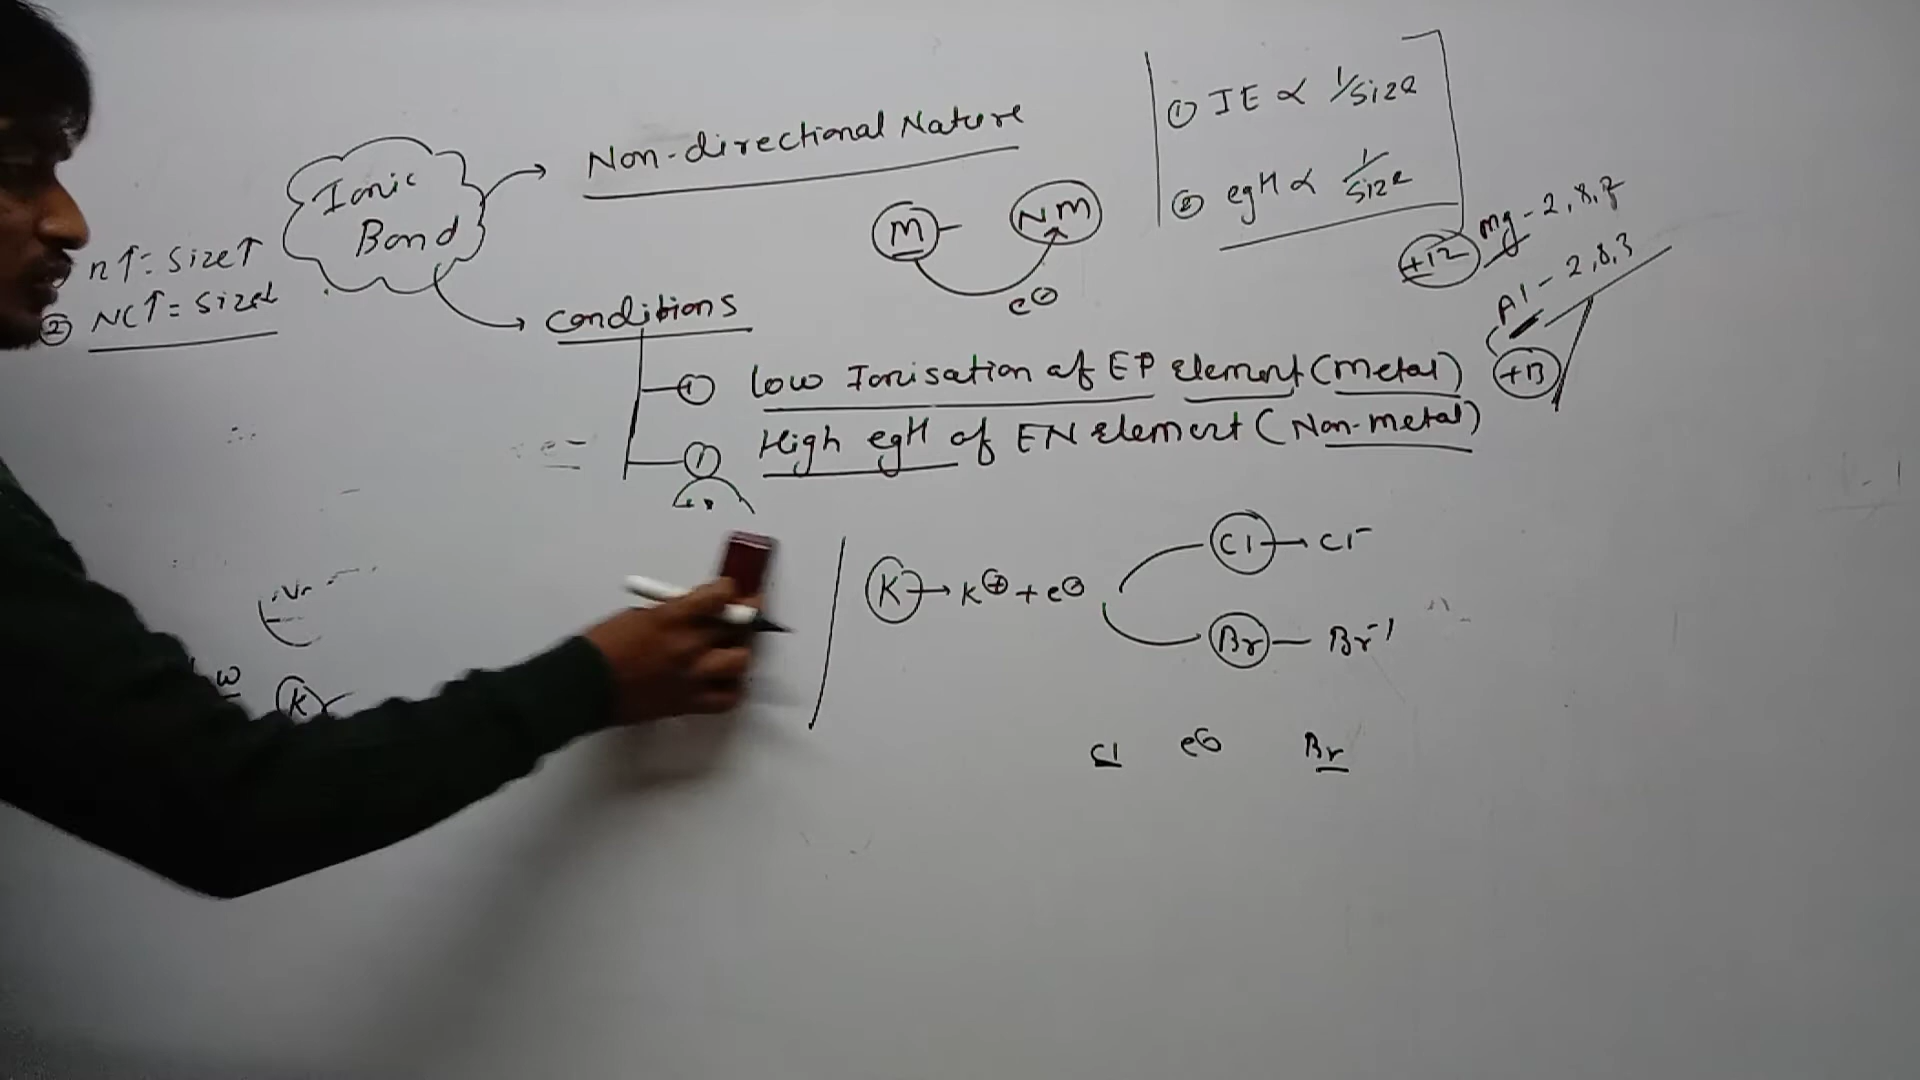 Ionic
Bond
Non-directional Nature
M
NM
e⊖
① IE ∝ 1/size
② egH ∝ 1/size
n↑ = size↑
② NC↑ = size↓
+12
Mg - 2,8,2
Al - 2,8,3
+13
conditions
① Low Ionisation of EP Element (Metal)
① High egH of EN Element (Non-metal)
e-
K → K⊕ + e⊖
Cl → Cl⁻
Br — Br⁻¹
K
Cl e⊖ Br